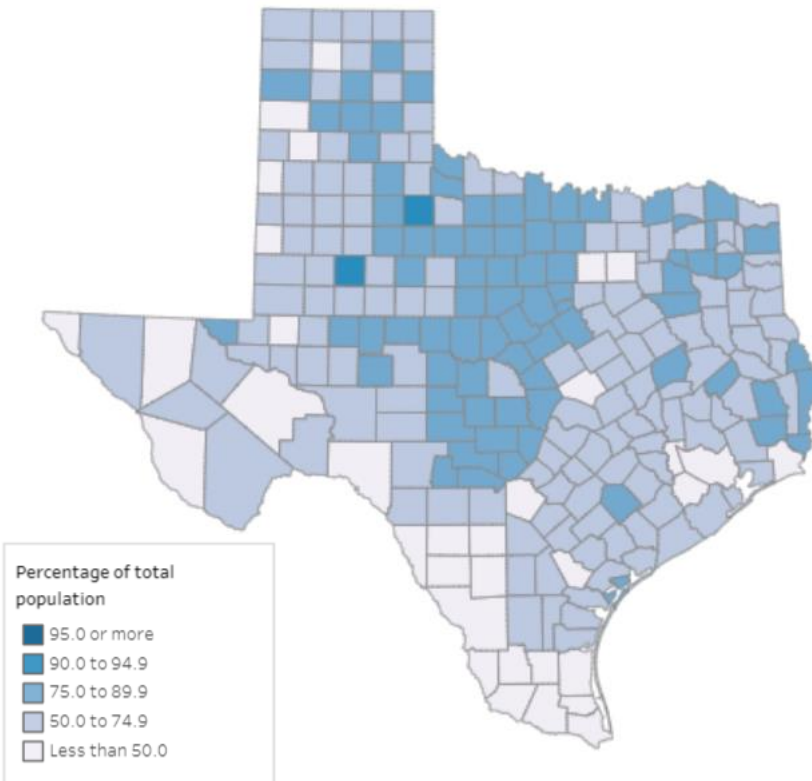 Percentage of total
population
95.0 or more
90.0 to 94.9
75.0 to 89.9
50.0 to 74.9
Less than 50.0